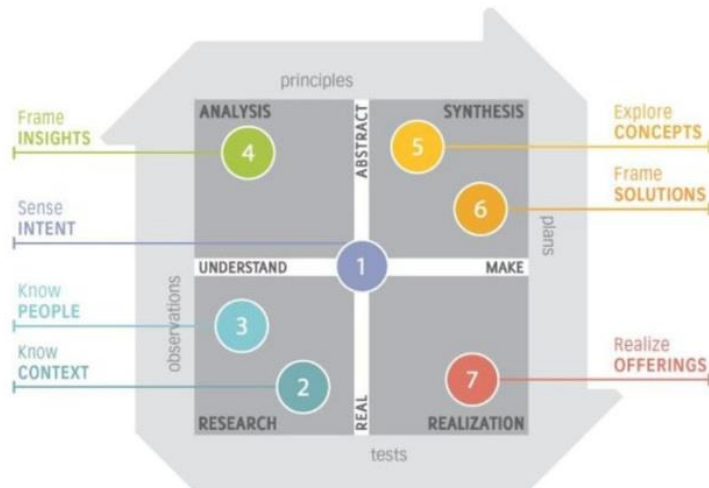 principles
ANALYSIS
SYNTHESIS
Frame
INSIGHTS
4
ABSTRACT
5
Explore
CONCEPTS
Frame
SOLUTIONS
6
Sense
INTENT
plans
UNDERSTAND
1
MAKE
observations
Know
PEOPLE
3
Know
CONTEXT
2
Realize
OFFERINGS
7
RESEARCH
REAL
REALIZATION
tests